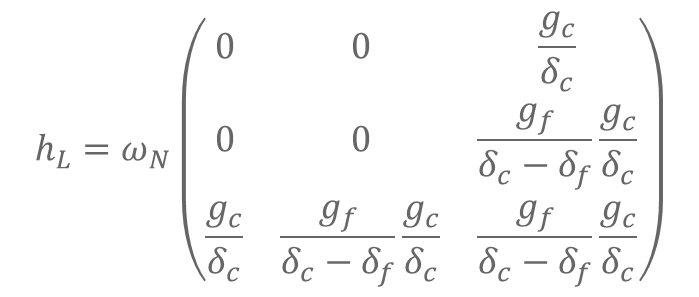 h_L = ω_N ( 0 0 g_c/δ_c
0 0 g_f/(δ_c − δ_f) g_c/δ_c
g_c/δ_c g_f/(δ_c − δ_f) g_c/δ_c g_f/(δ_c − δ_f) g_c/δ_c )